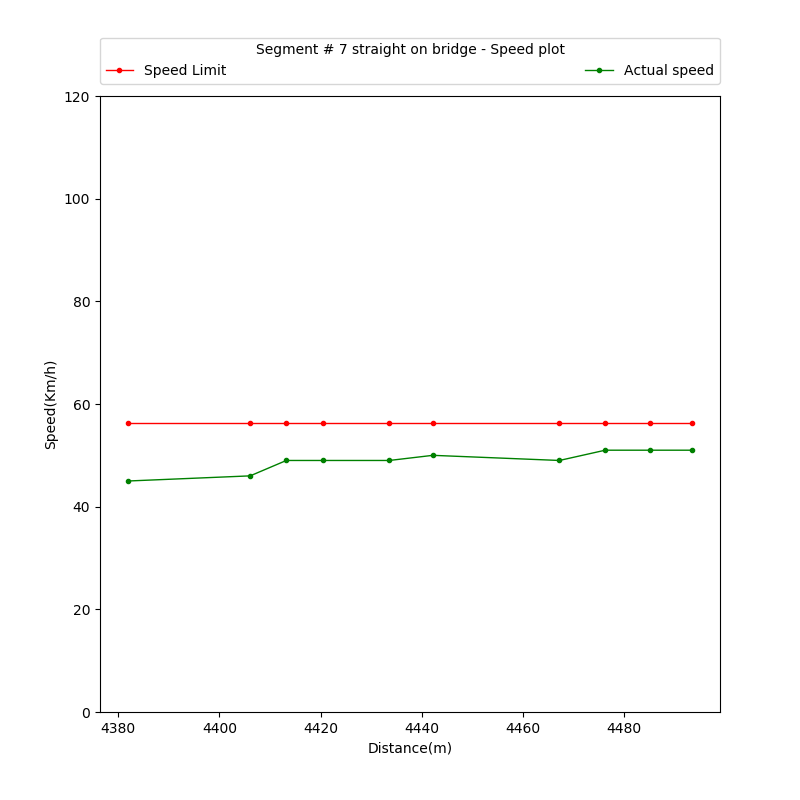 Segment # 7 straight on bridge - Speed plot
Speed Limit
Actual speed
120
100
80
60
40
20
0
Speed(Km/h)
4380 4400 4420 4440 4460 4480
Distance(m)